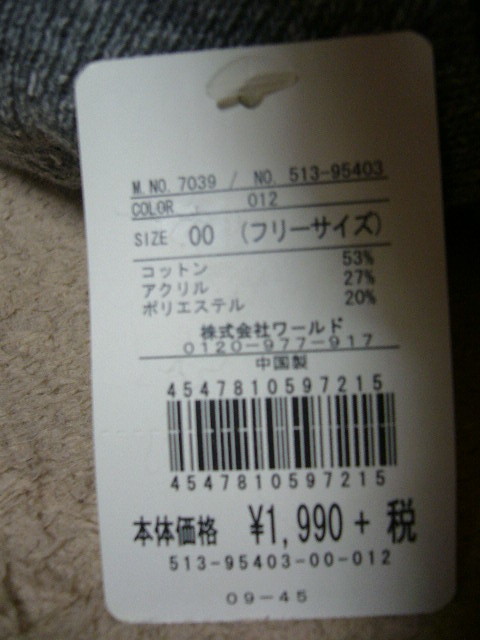 M.NO. 7039 / NO. 513-95403
COLOR 012
SIZE 00 (フリーサイズ)
コットン 53%
アクリル 27%
ポリエステル 20%
株式会社ワールド
0120-977-917
中国製
4547810597215
4547810597215
本体価格 ¥1,990+税
513-95403-00-012
09-45